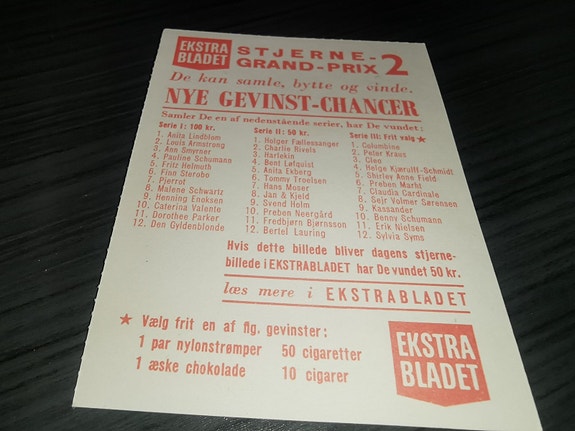 EKSTRA
BLADET
STJERNE-
GRAND-PRIX 2
De kan samle, bytte og vinde.
NYE GEVINST-CHANCER
Samler De en af nedenstående serier, har De vundet:
Serie I: 100 kr.
1. Anita Lindblom
2. Louis Armstrong
3. Ann Smyrner
4. Pauline Schumann
5. Fritz Helmuth
6. Finn Størsbo
7. Pjerrot
8. Malene Schwartz
9. Henning Enoksen
10. Caterina Valente
11. Dorothee Parker
12. Den Gyldenblonde
Serie II: 50 kr.
1. Holger Fællessanger
2. Charlie Rivels
3. Harlekin
4. Bent Løfquist
5. Anita Ekberg
6. Tommy Troelsen
7. Hans Moser
8. Jan & Kjeld
9. Svend Holm
10. Preben Neergård
11. Fredbjørn Bjørnsson
12. Bertel Lauring
Serie III: Frit valg ★
1. Columbine
2. Peter Kraus
3. Cleo
4. Helge Kjærulff-Schmidt
5. Shirley Anne Field
6. Preben Mahrt
7. Claudia Cardinale
8. Sejr Volmer Sørensen
9. Kassander
10. Benny Schumann
11. Erik Nielsen
12. Sylvia Syms
Hvis dette billede bliver dagens stjerne-
billede i EKSTRABLADET har De vundet 50 kr.
læs mere i EKSTRABLADET
★ Vælg frit en af flg. gevinster:
1 par nylonstrømper 50 cigaretter
1 æske chokolade 10 cigarer
EKSTRA
BLADET